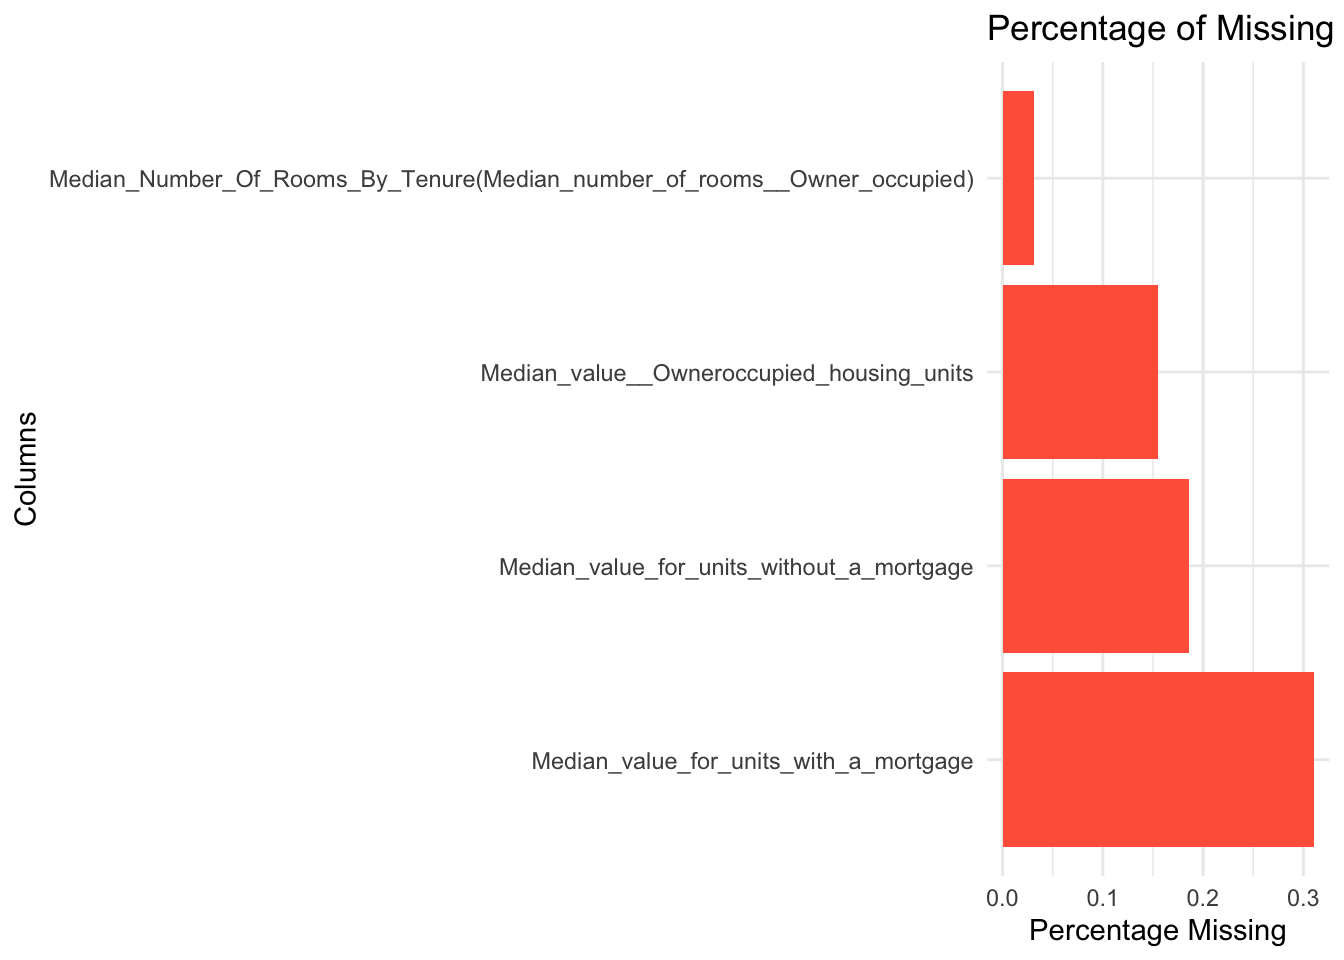 Percentage of Missing
Median_Number_Of_Rooms_By_Tenure(Median_number_of_rooms__Owner_occupied)
Median_value__Owneroccupied_housing_units
Columns
Median_value_for_units_without_a_mortgage
Median_value_for_units_with_a_mortgage
0.0 0.1 0.2 0.3
Percentage Missing